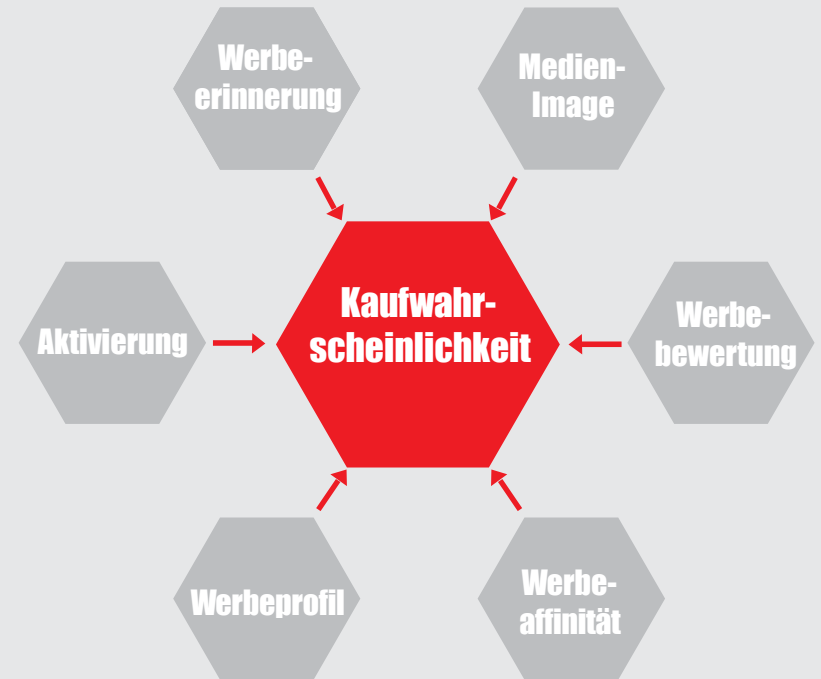 Werbe-
erinnerung
Medien-
Image
Kaufwahr-
scheinlichkeit
Aktivierung
Werbe-
bewertung
Werbeprofil
Werbe-
affinität